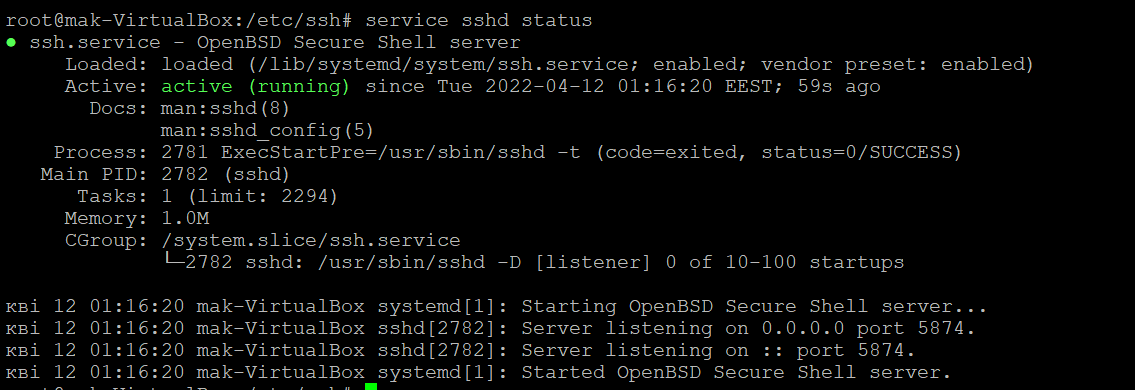 root@mak-VirtualBox:/etc/ssh# service sshd status
● ssh.service - OpenBSD Secure Shell server
Loaded: loaded (/lib/systemd/system/ssh.service; enabled; vendor preset: enabled)
Active: active (running) since Tue 2022-04-12 01:16:20 EEST; 59s ago
Docs: man:sshd(8)
man:sshd_config(5)
Process: 2781 ExecStartPre=/usr/sbin/sshd -t (code=exited, status=0/SUCCESS)
Main PID: 2782 (sshd)
Tasks: 1 (limit: 2294)
Memory: 1.0M
CGroup: /system.slice/ssh.service
└─2782 sshd: /usr/sbin/sshd -D [listener] 0 of 10-100 startups
кві 12 01:16:20 mak-VirtualBox systemd[1]: Starting OpenBSD Secure Shell server...
кві 12 01:16:20 mak-VirtualBox sshd[2782]: Server listening on 0.0.0.0 port 5874.
кві 12 01:16:20 mak-VirtualBox sshd[2782]: Server listening on :: port 5874.
кві 12 01:16:20 mak-VirtualBox systemd[1]: Started OpenBSD Secure Shell server.